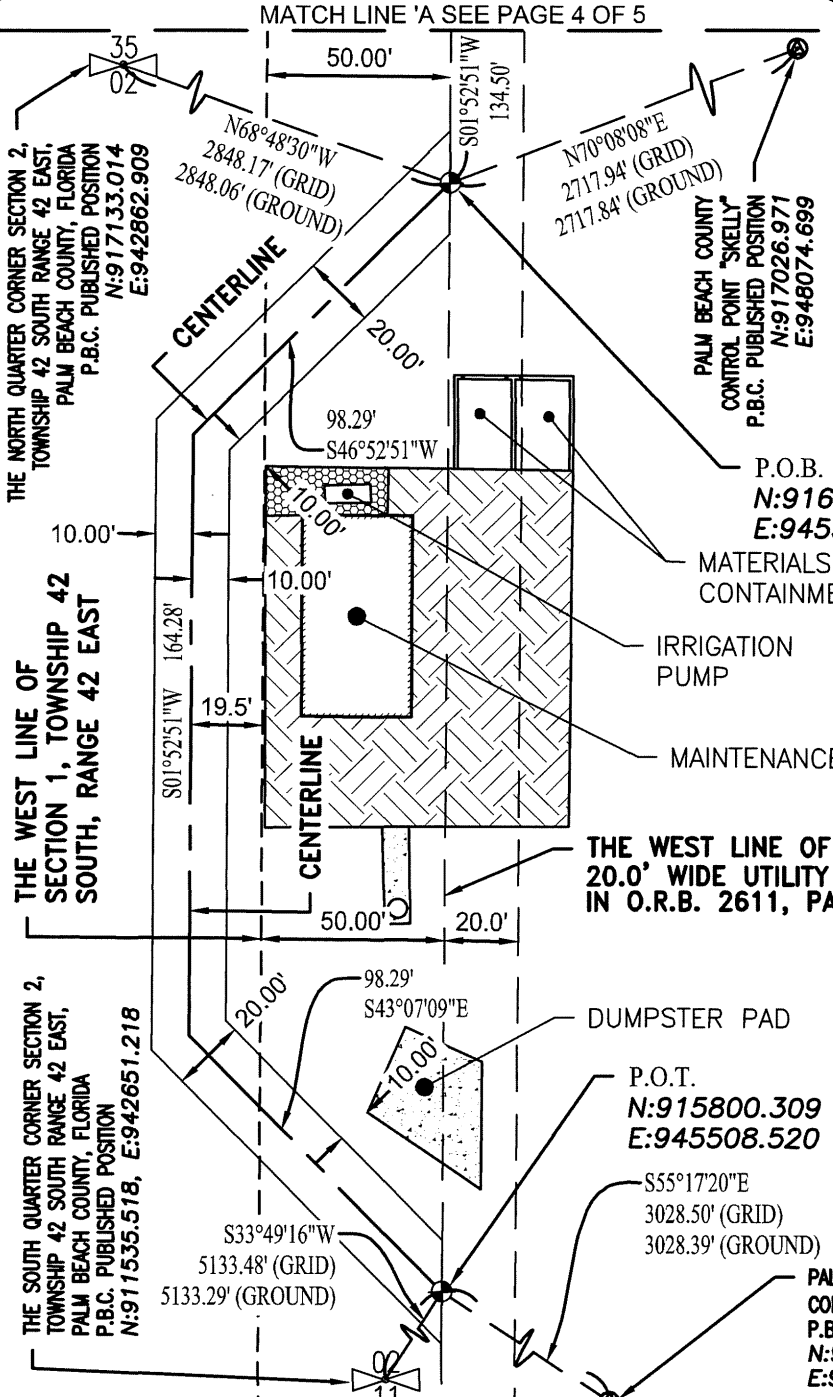 MATCH LINE 'A SEE PAGE 4 OF 5
35
02
50.00'
S01°52'51"W
134.50'
N68°48'30"W
2848.17' (GRID)
2848.06' (GROUND)
N70°08'08"E
2717.94' (GRID)
2717.84' (GROUND)
THE NORTH QUARTER CORNER SECTION 2,
TOWNSHIP 42 SOUTH RANGE 42 EAST,
PALM BEACH COUNTY, FLORIDA
P.B.C. PUBLISHED POSITION
N:917133.014
E:942862.909
PALM BEACH COUNTY
CONTROL POINT "SKELLY"
P.B.C. PUBLISHED POSITION
N:917026.971
E:948074.699
CENTERLINE
20.00'
98.29'
S46°52'51"W
P.O.B.
N:916
E:945
10.00'
10.00'
10.00'
MATERIALS
CONTAINME
IRRIGATION
PUMP
THE WEST LINE OF
SECTION 1, TOWNSHIP 42
SOUTH, RANGE 42 EAST
S01°52'51"W 164.28'
19.5'
MAINTENANCE
CENTERLINE
THE WEST LINE OF
20.0' WIDE UTILITY
IN O.R.B. 2611, PA
50.00'
20.0'
98.29'
S43°07'09"E
20.00'
10.00'
DUMPSTER PAD
P.O.T.
N:915800.309
E:945508.520
THE SOUTH QUARTER CORNER SECTION 2,
TOWNSHIP 42 SOUTH RANGE 42 EAST,
PALM BEACH COUNTY, FLORIDA
P.B.C. PUBLISHED POSITION
N:911535.518, E:942651.218
S33°49'16"W
5133.48' (GRID)
5133.29' (GROUND)
S55°17'20"E
3028.50' (GRID)
3028.39' (GROUND)
02
11
PAL
CO
P.B
N:9
E:9